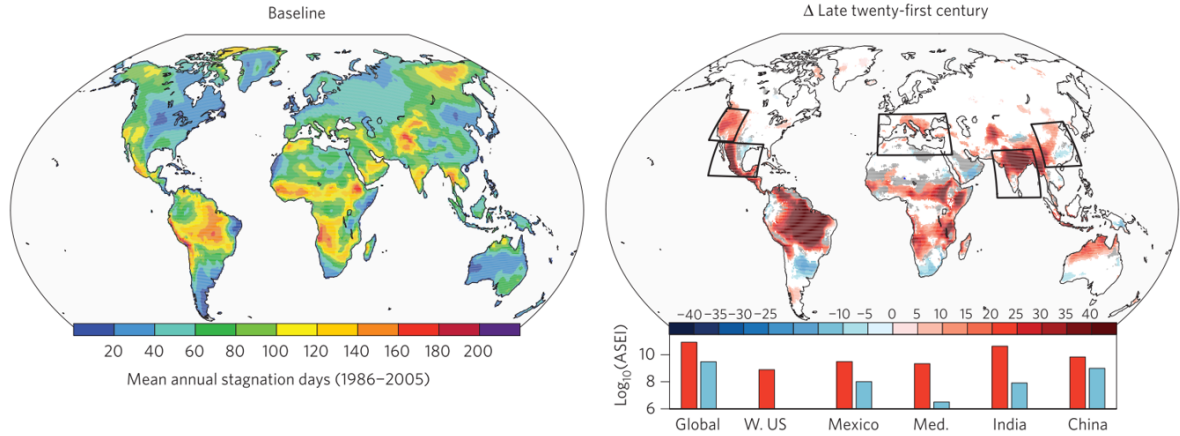 Baseline
20 40 60 80 100 120 140 160 180 200
Mean annual stagnation days (1986–2005)
Δ Late twenty-first century
−40 −35 −30 −25 −10 −5 0 5 10 15 20 25 30 35 40
Log10(ASEI)
10
8
6
Global W. US Mexico Med. India China